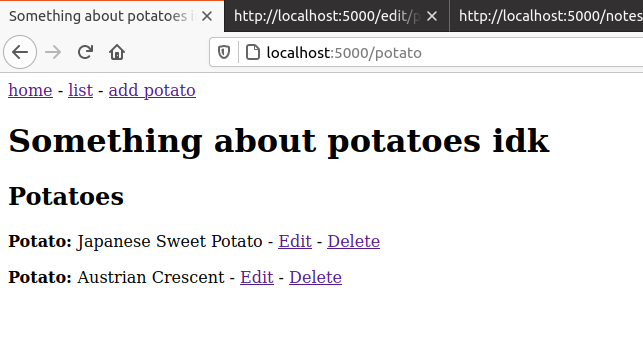 Something about potatoes i
http://localhost:5000/edit/p
http://localhost:5000/notes
localhost:5000/potato
home - list - add potato
Something about potatoes idk
Potatoes
Potato: Japanese Sweet Potato - Edit - Delete
Potato: Austrian Crescent - Edit - Delete